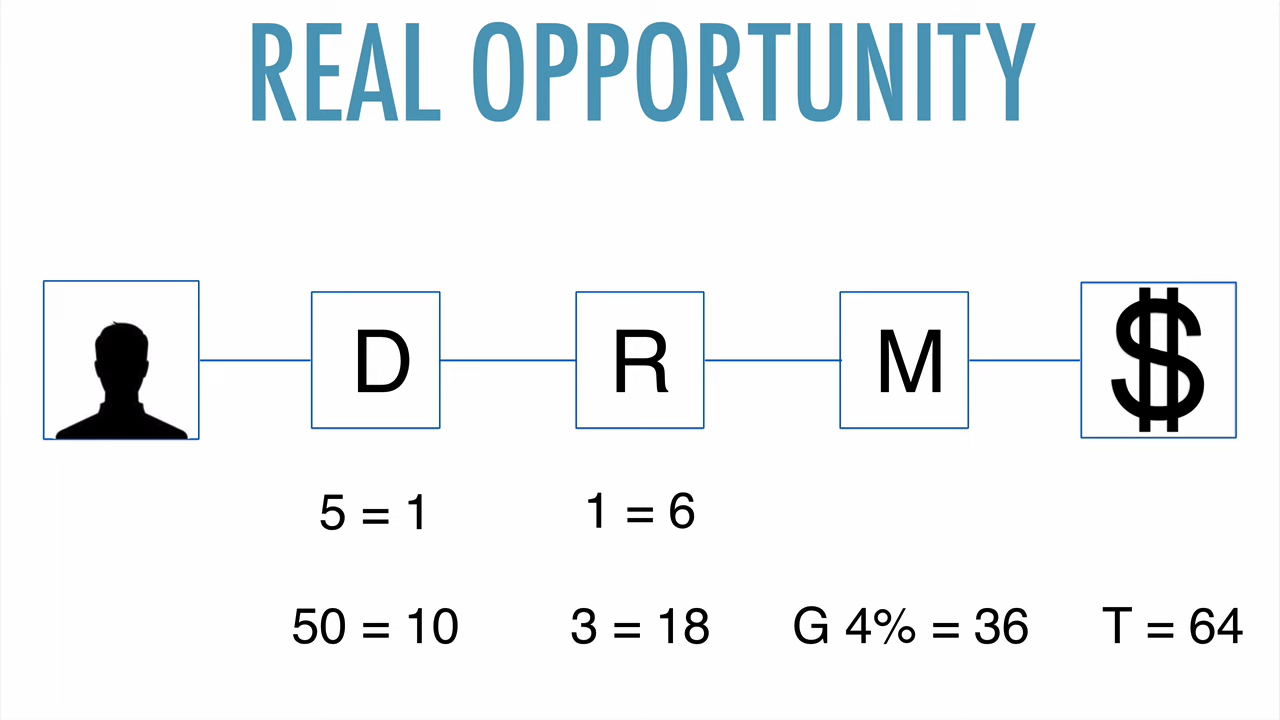 REAL OPPORTUNITY
D R M $
5 = 1 1 = 6
50 = 10 3 = 18 G 4% = 36 T = 64